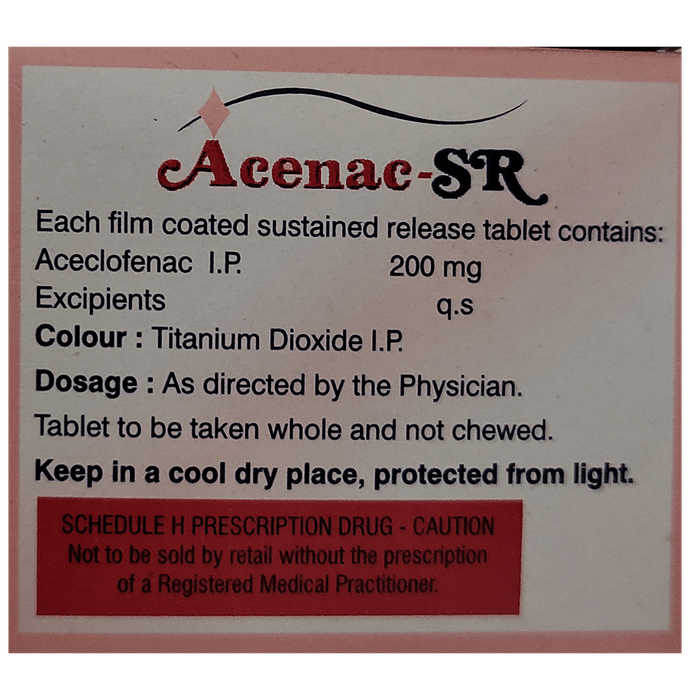 Acenac-SR
Each film coated sustained release tablet contains:
Aceclofenac I.P. 200 mg
Excipients q.s
Colour : Titanium Dioxide I.P.
Dosage : As directed by the Physician.
Tablet to be taken whole and not chewed.
Keep in a cool dry place, protected from light.
SCHEDULE H PRESCRIPTION DRUG - CAUTION
Not to be sold by retail without the prescription
of a Registered Medical Practitioner.